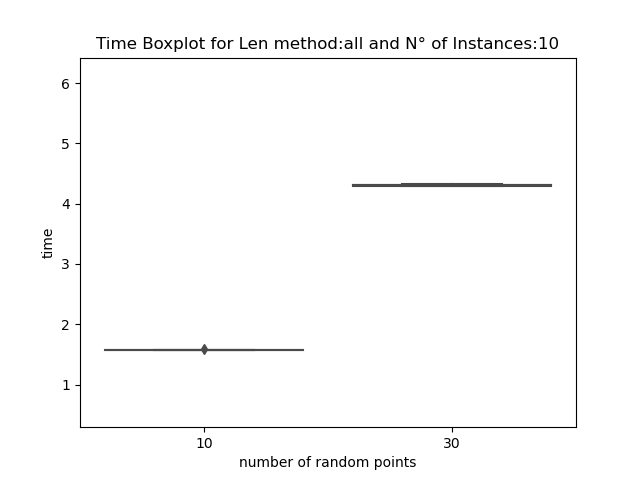 Time Boxplot for Len method:all and N° of Instances:10
6
5
4
3
2
1
time
10 30
number of random points